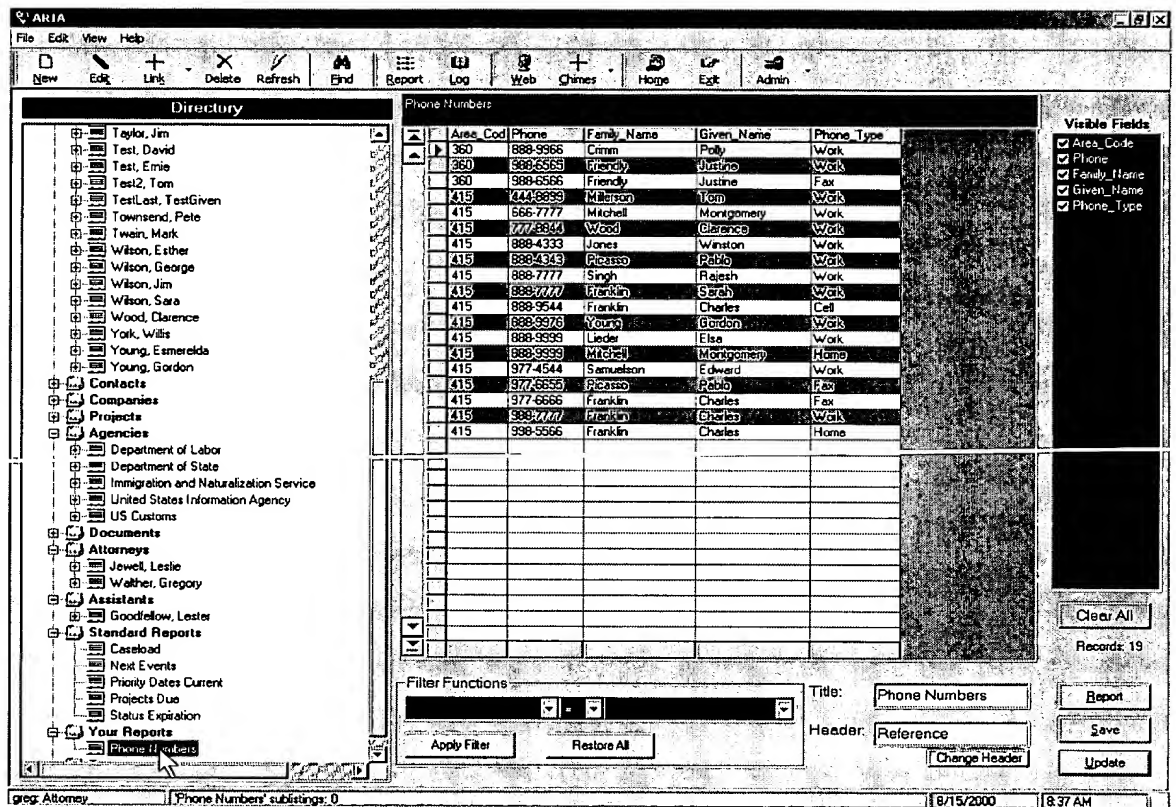 ARIA
File Edit View Help
New Edit Link Delete Refresh Find Report Log Web Chimes Home Exit Admin
Directory
Taylor, Jim
Test, David
Test, Ernie
Test2, Tom
TestLast, TestGiven
Townsend, Pete
Twain, Mark
Wilson, Esther
Wilson, George
Wilson, Jim
Wilson, Sara
Wood, Clarence
York, Willis
Young, Esmerelda
Young, Gordon
Contacts
Companies
Projects
Agencies
Department of Labor
Department of State
Immigration and Naturalization Service
United States Information Agency
US Customs
Documents
Attorneys
Jewell, Leslie
Walther, Gregory
Assistants
Goodfellow, Lester
Standard Reports
Caseload
Next Events
Priority Dates Current
Projects Due
Status Expiration
Your Reports
Phone Numbers
Phone Numbers
Area_Cod Phone Family_Name Given_Name Phone_Type
360 888-9966 Crimm Polly Work
360 888-6565 Friendly Justine Work
360 988-6566 Friendly Justine Fax
415 444-8899 Millerson Tom Work
415 666-7777 Mitchell Montgomery Work
415 777-8844 Wood Clarence Work
415 888-4333 Jones Winston Work
415 888-4343 Picasso Pablo Work
415 888-7777 Singh Rajesh Work
415 888-7777 Franklin Sarah Work
415 888-9544 Franklin Charles Cell
415 888-9976 Young Gordon Work
415 888-9999 Lieder Elsa Work
415 888-9999 Mitchell Montgomery Home
415 977-4544 Samuelson Edward Work
415 977-6655 Picasso Pablo Fax
415 977-6666 Franklin Charles Fax
415 988-7777 Franklin Charles Work
415 998-5566 Franklin Charles Home
Visible Fields
Area_Code
Phone
Family_Name
Given_Name
Phone_Type
Clear All
Records: 19
Filter Functions
=
Apply Filter Restore All
Title: Phone Numbers
Header: Reference
Change Header
Report
Save
Update
greg: Attorney 'Phone Numbers' sublistings: 0 8/15/2000 8:37 AM